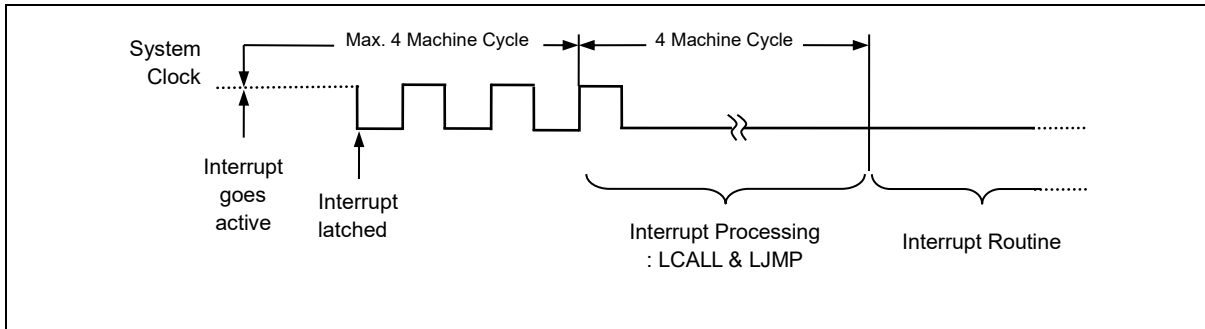 System
Clock
Max. 4 Machine Cycle
4 Machine Cycle
Interrupt
goes
active
Interrupt
latched
Interrupt Processing
: LCALL & LJMP
Interrupt Routine